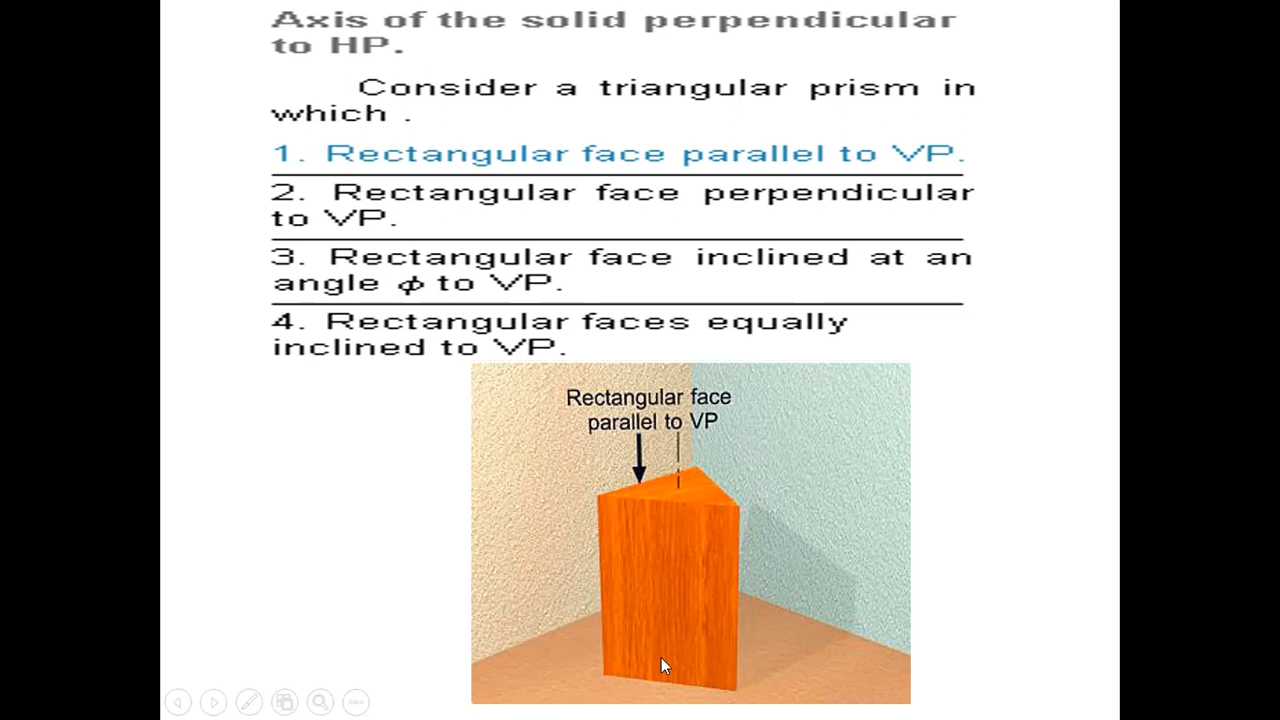 Axis of the solid perpendicular
to HP.
Consider a triangular prism in
which .
1. Rectangular face parallel to VP.
2. Rectangular face perpendicular
to VP.
3. Rectangular face inclined at an
angle ϕ to VP.
4. Rectangular faces equally
inclined to VP.
Rectangular face
parallel to VP